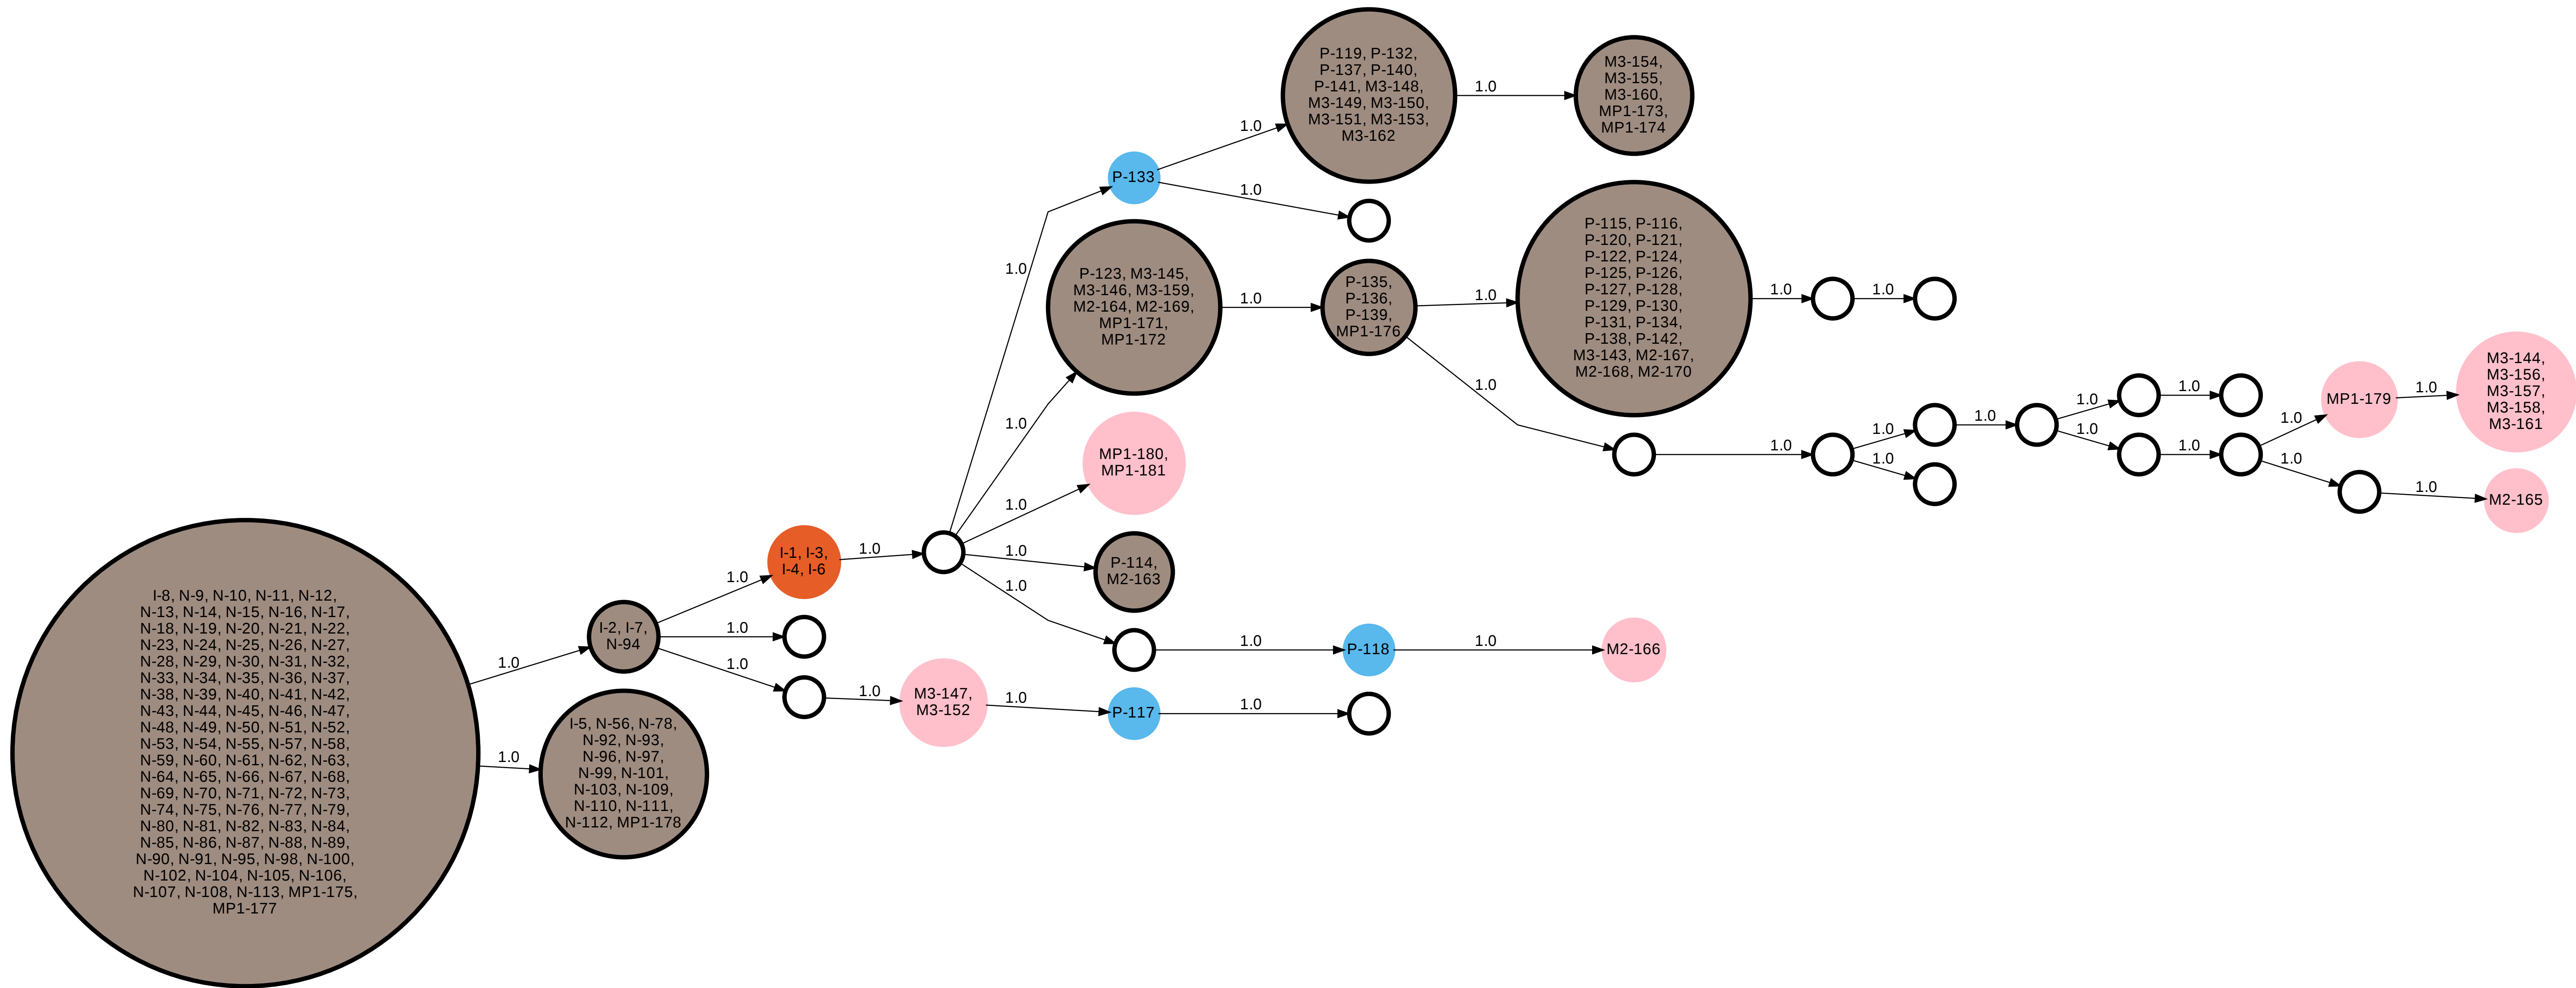 I-8, N-9, N-10, N-11, N-12,
N-13, N-14, N-15, N-16, N-17,
N-18, N-19, N-20, N-21, N-22,
N-23, N-24, N-25, N-26, N-27,
N-28, N-29, N-30, N-31, N-32,
N-33, N-34, N-35, N-36, N-37,
N-38, N-39, N-40, N-41, N-42,
N-43, N-44, N-45, N-46, N-47,
N-48, N-49, N-50, N-51, N-52,
N-53, N-54, N-55, N-57, N-58,
N-59, N-60, N-61, N-62, N-63,
N-64, N-65, N-66, N-67, N-68,
N-69, N-70, N-71, N-72, N-73,
N-74, N-75, N-76, N-77, N-79,
N-80, N-81, N-82, N-83, N-84,
N-85, N-86, N-87, N-88, N-89,
N-90, N-91, N-95, N-98, N-100,
N-102, N-104, N-105, N-106,
N-107, N-108, N-113, MP1-175,
MP1-177
1.0
1.0
I-2, I-7,
N-94
I-5, N-56, N-78,
N-92, N-93,
N-96, N-97,
N-99, N-101,
N-103, N-109,
N-110, N-111,
N-112, MP1-178
1.0
1.0
1.0
I-1, I-3,
I-4, I-6
1.0
1.0
M3-147,
M3-152
1.0
1.0
1.0
1.0
1.0
1.0
P-133
P-123, M3-145,
M3-146, M3-159,
M2-164, M2-169,
MP1-171,
MP1-172
MP1-180,
MP1-181
P-114,
M2-163
P-117
1.0
1.0
1.0
1.0
1.0
P-119, P-132,
P-137, P-140,
P-141, M3-148,
M3-149, M3-150,
M3-151, M3-153,
M3-162
P-135,
P-136,
P-139,
MP1-176
P-118
1.0
1.0
1.0
1.0
M3-154,
M3-155,
M3-160,
MP1-173,
MP1-174
P-115, P-116,
P-120, P-121,
P-122, P-124,
P-125, P-126,
P-127, P-128,
P-129, P-130,
P-131, P-134,
P-138, P-142,
M3-143, M2-167,
M2-168, M2-170
M2-166
1.0
1.0
1.0
1.0
1.0
1.0
1.0
1.0
1.0
1.0
1.0
1.0
MP1-179
1.0
1.0
M3-144,
M3-156,
M3-157,
M3-158,
M3-161
M2-165